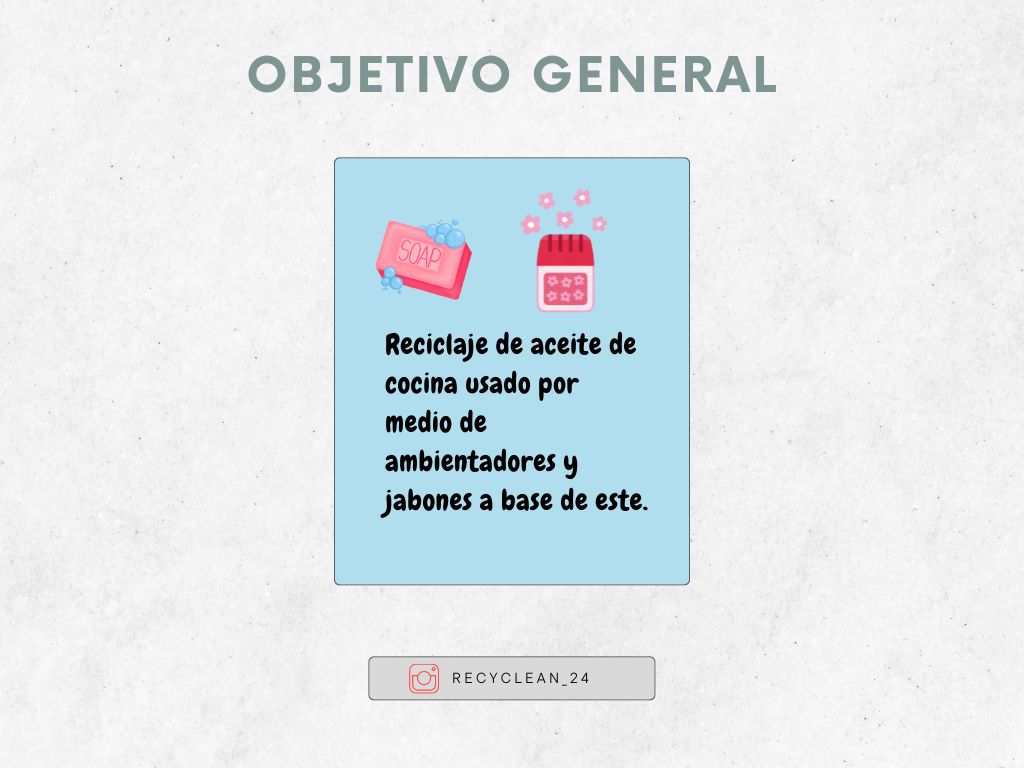 OBJETIVO GENERAL
SOAP
Reciclaje de aceite de
cocina usado por
medio de
ambientadores y
jabones a base de este.
RECYCLEAN_24